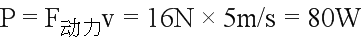 P = F动力v = 16N × 5m/s = 80W